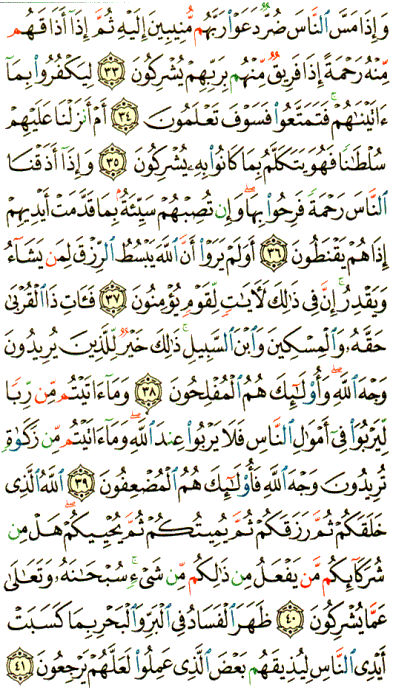 وَإِذَا مَسَّ ٱلنَّاسَ ضُرٌّ دَعَوْا۟ رَبَّهُم مُّنِيبِينَ إِلَيْهِ ثُمَّ إِذَآ أَذَاقَهُم
مِّنْهُ رَحْمَةً إِذَا فَرِيقٌ مِّنْهُم بِرَبِّهِمْ يُشْرِكُونَ ٣٣ لِيَكْفُرُوا۟ بِمَآ
ءَاتَيْنَٰهُمْ ۚ فَتَمَتَّعُوا۟ فَسَوْفَ تَعْلَمُونَ ٣٤ أَمْ أَنزَلْنَا عَلَيْهِمْ
سُلْطَٰنًا فَهُوَ يَتَكَلَّمُ بِمَا كَانُوا۟ بِهِۦ يُشْرِكُونَ ٣٥ وَإِذَآ أَذَقْنَا
ٱلنَّاسَ رَحْمَةً فَرِحُوا۟ بِهَا ۖ وَإِن تُصِبْهُمْ سَيِّئَةٌۢ بِمَا قَدَّمَتْ أَيْدِيهِمْ
إِذَا هُمْ يَقْنَطُونَ ٣٦ أَوَلَمْ يَرَوْا۟ أَنَّ ٱللَّهَ يَبْسُطُ ٱلرِّزْقَ لِمَن يَشَآءُ
وَيَقْدِرُ ۚ إِنَّ فِى ذَٰلِكَ لَءَايَٰتٍ لِّقَوْمٍ يُؤْمِنُونَ ٣٧ فَـَٔاتِ ذَا ٱلْقُرْبَىٰ
حَقَّهُۥ وَٱلْمِسْكِينَ وَٱبْنَ ٱلسَّبِيلِ ۚ ذَٰلِكَ خَيْرٌ لِّلَّذِينَ يُرِيدُونَ
وَجْهَ ٱللَّهِ ۖ وَأُو۟لَٰٓئِكَ هُمُ ٱلْمُفْلِحُونَ ٣٨ وَمَآ ءَاتَيْتُم مِّن رِّبًا
لِّيَرْبُوَا۟ فِىٓ أَمْوَٰلِ ٱلنَّاسِ فَلَا يَرْبُوا۟ عِندَ ٱللَّهِ ۖ وَمَآ ءَاتَيْتُم مِّن زَكَوٰةٍ
تُرِيدُونَ وَجْهَ ٱللَّهِ فَأُو۟لَٰٓئِكَ هُمُ ٱلْمُضْعِفُونَ ٣٩ ٱللَّهُ ٱلَّذِى
خَلَقَكُمْ ثُمَّ رَزَقَكُمْ ثُمَّ يُمِيتُكُمْ ثُمَّ يُحْيِيكُمْ ۖ هَلْ مِن
شُرَكَآئِكُم مَّن يَفْعَلُ مِن ذَٰلِكُم مِّن شَىْءٍ ۚ سُبْحَٰنَهُۥ وَتَعَٰلَىٰ
عَمَّا يُشْرِكُونَ ٤٠ ظَهَرَ ٱلْفَسَادُ فِى ٱلْبَرِّ وَٱلْبَحْرِ بِمَا كَسَبَتْ
أَيْدِى ٱلنَّاسِ لِيُذِيقَهُم بَعْضَ ٱلَّذِى عَمِلُوا۟ لَعَلَّهُمْ يَرْجِعُونَ ٤١